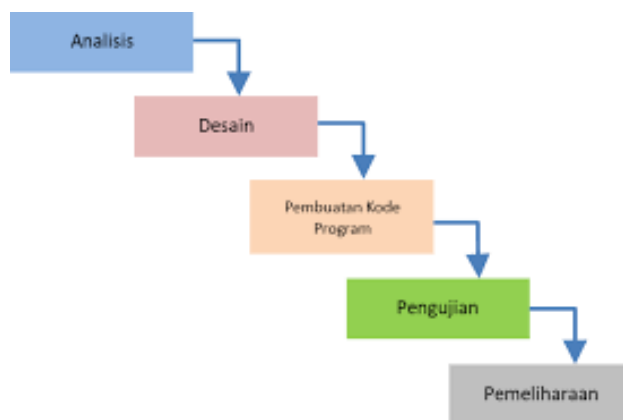 Analisis
Desain
Pembuatan Kode
Program
Pengujian
Pemeliharaan